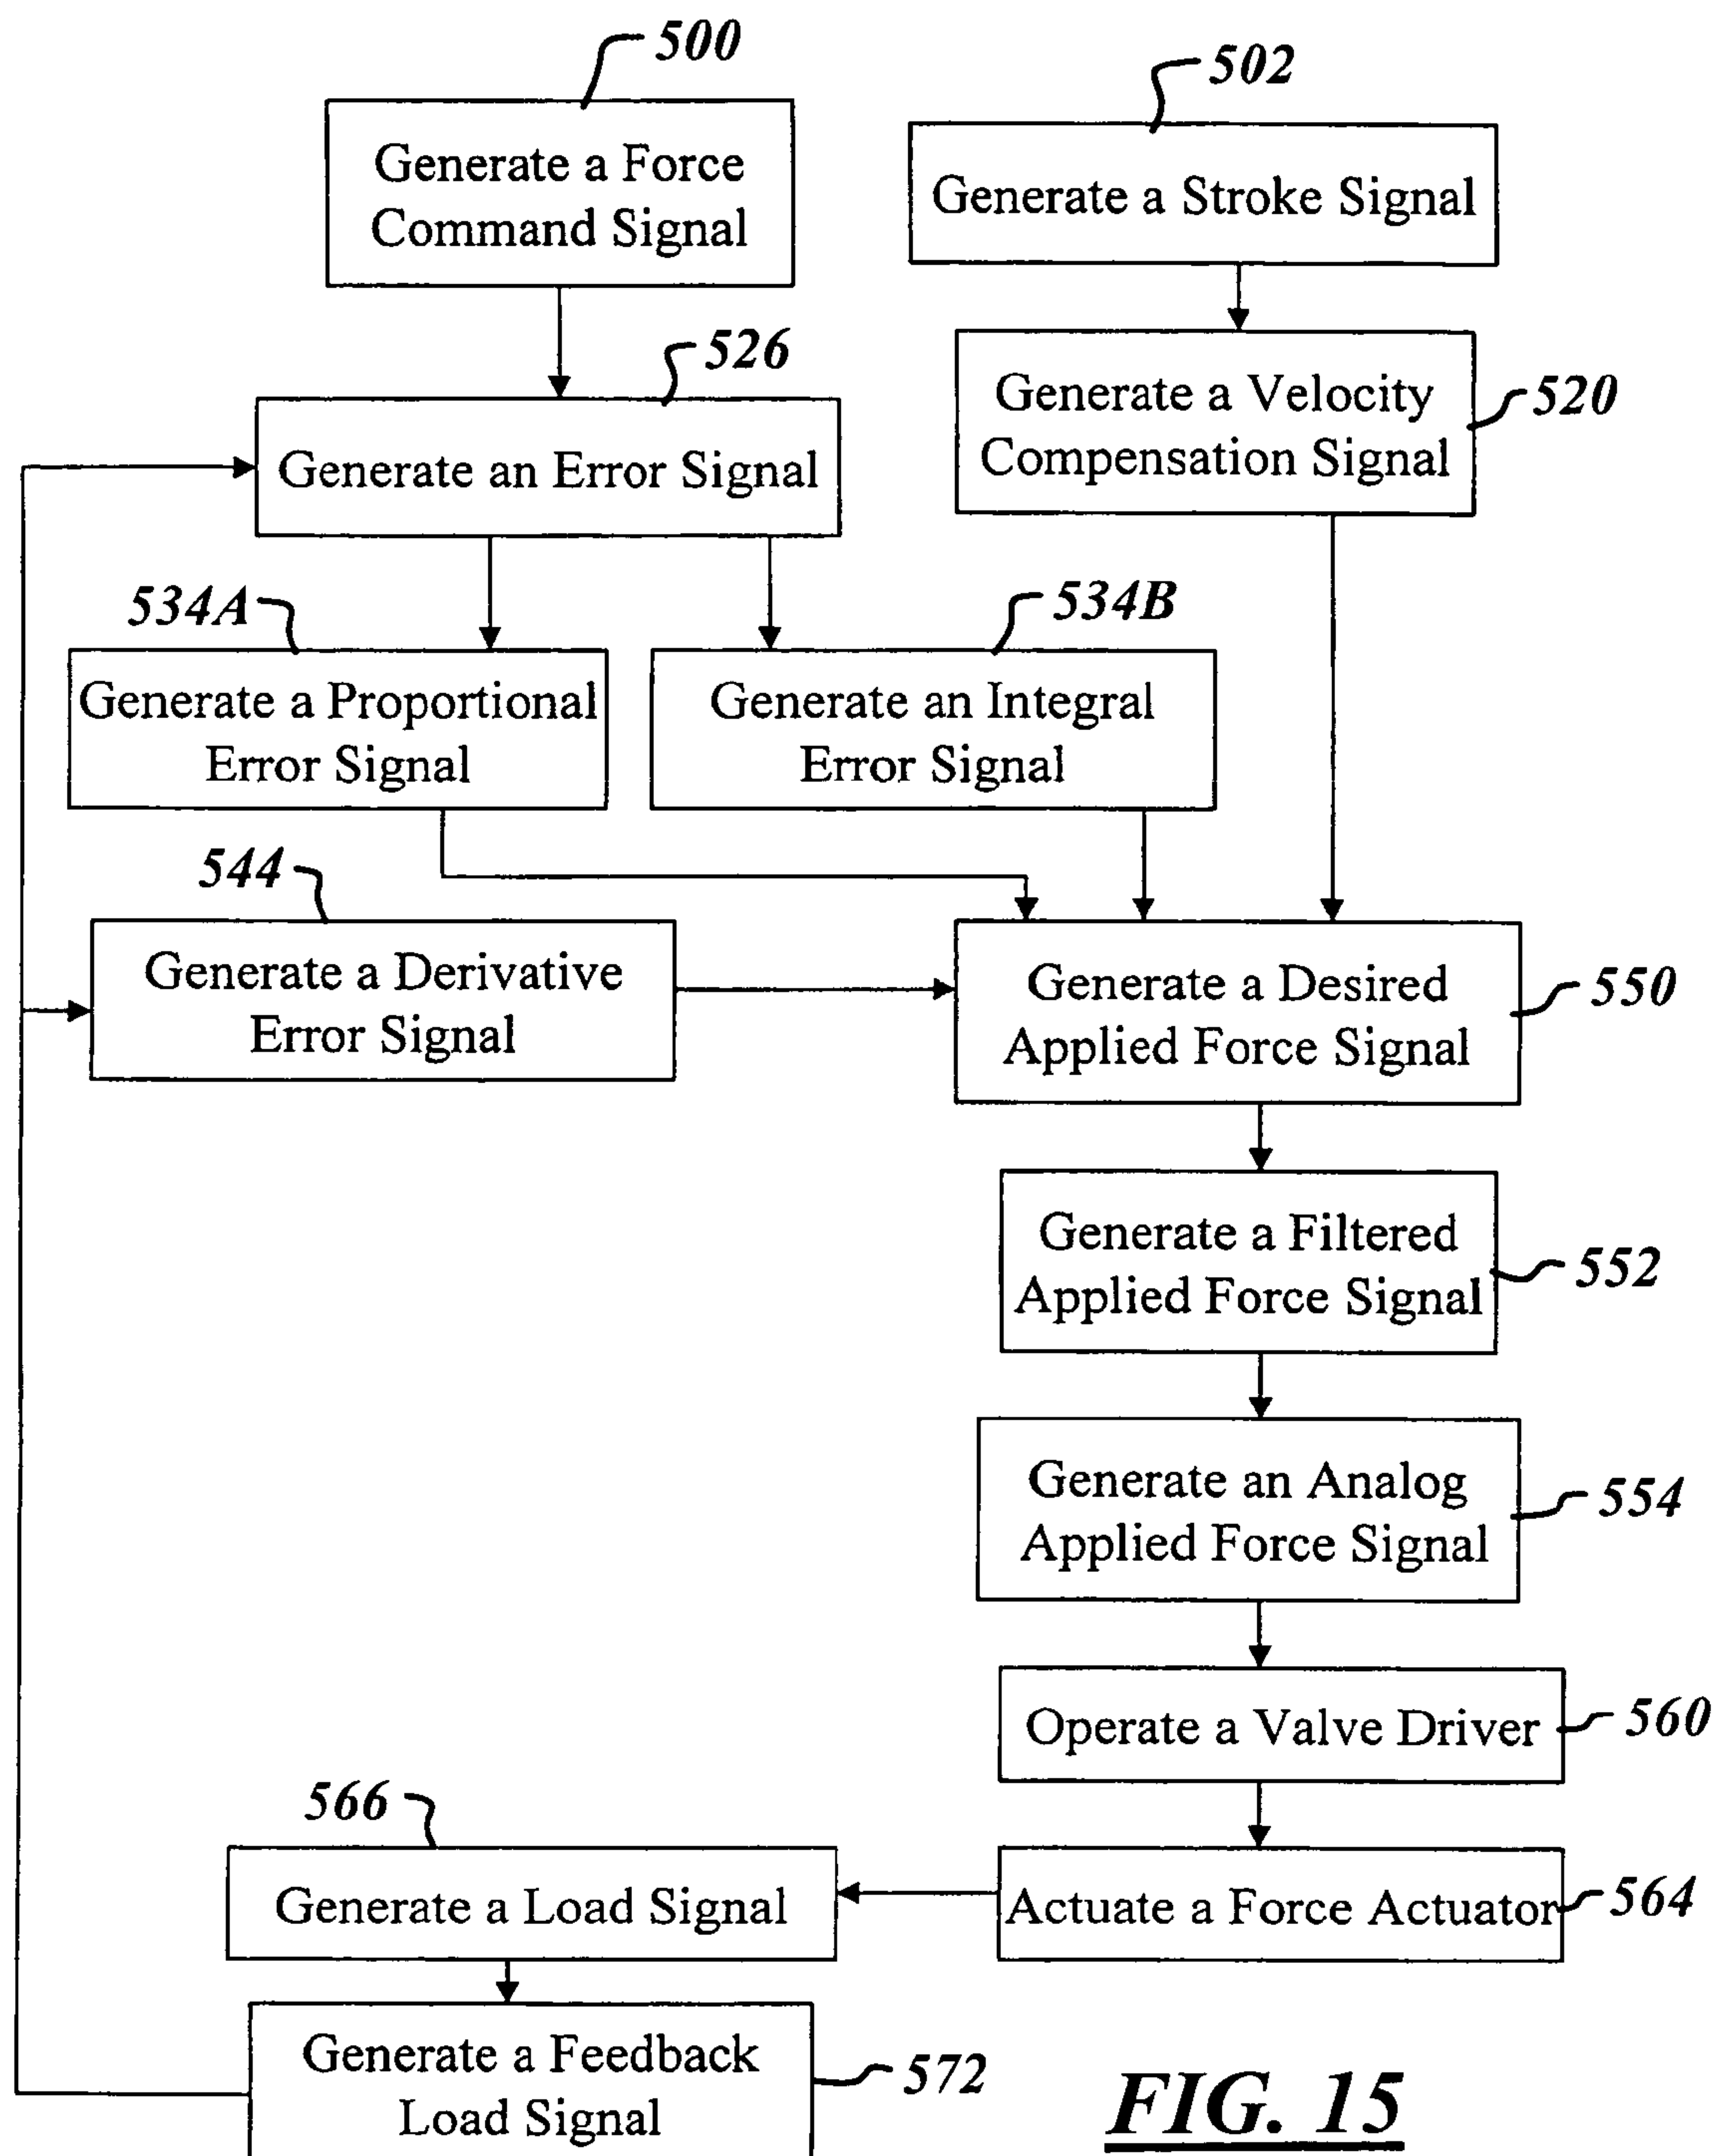 500
502
Generate a Force
Command Signal
Generate a Stroke Signal
526
Generate a Velocity
Compensation Signal
520
Generate an Error Signal
534A
534B
Generate a Proportional
Error Signal
Generate an Integral
Error Signal
544
Generate a Derivative
Error Signal
Generate a Desired
Applied Force Signal
550
Generate a Filtered
Applied Force Signal
552
Generate an Analog
Applied Force Signal
554
Operate a Valve Driver
560
566
Generate a Load Signal
Actuate a Force Actuator
564
Generate a Feedback
Load Signal
572
FIG. 15